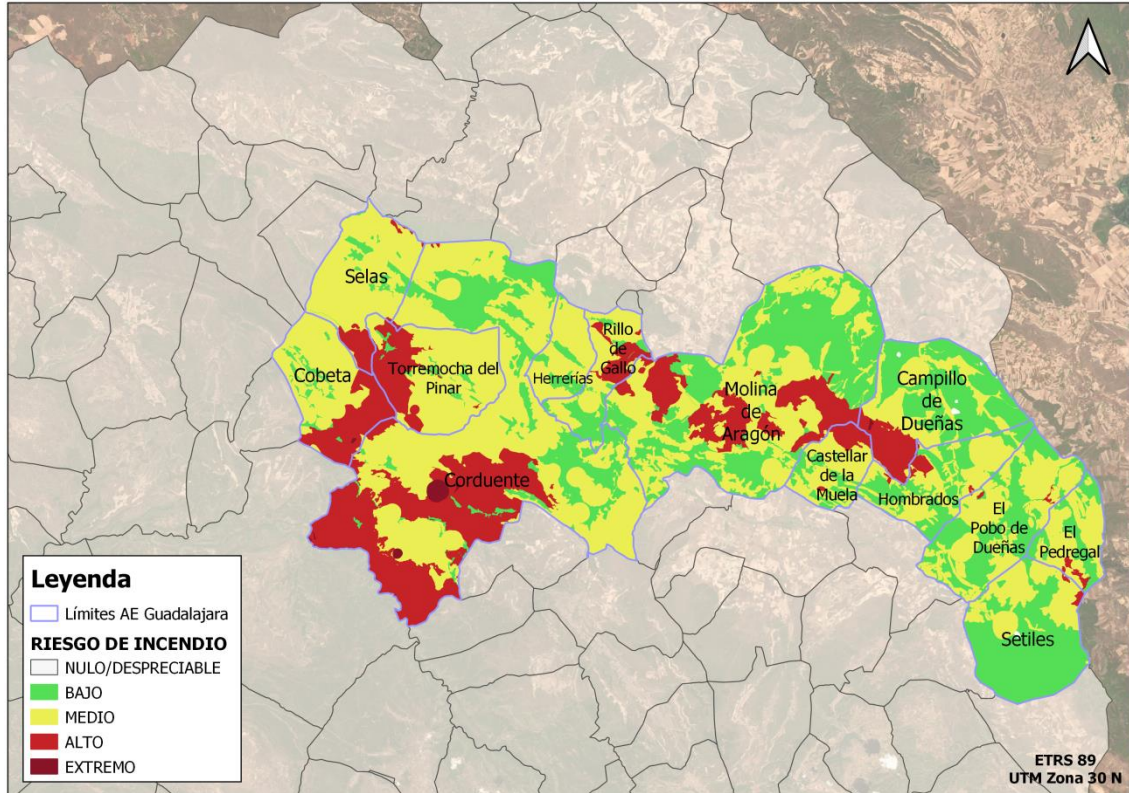 Selas
Cobeta
Torremocha del
Pinar
Herrerías
Rillo
de
Gallo
Molina
de
Aragón
Campillo
de
Dueñas
Castellar
de la
Muela
Hombrados
Corduente
El
Pobo de
Dueñas
El
Pedregal
Setiles
Leyenda
Límites AE Guadalajara
RIESGO DE INCENDIO
NULO/DESPRECIABLE
BAJO
MEDIO
ALTO
EXTREMO
ETRS 89
UTM Zona 30 N